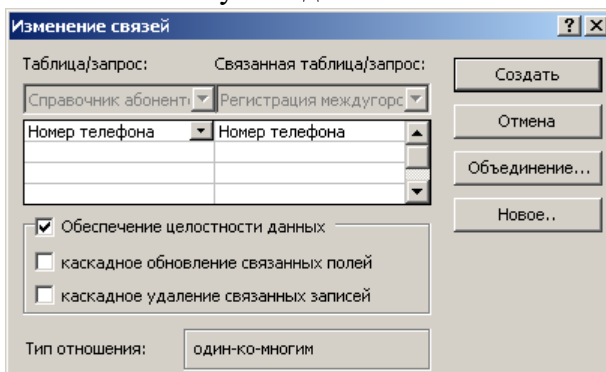 Изменение связей
Таблица/запрос: Связанная таблица/запрос:
Справочник абонент Регистрация междугорс
Номер телефона Номер телефона
Обеспечение целостности данных
каскадное обновление связанных полей
каскадное удаление связанных записей
Тип отношения: один-ко-многим
Создать
Отмена
Объединение...
Новое..